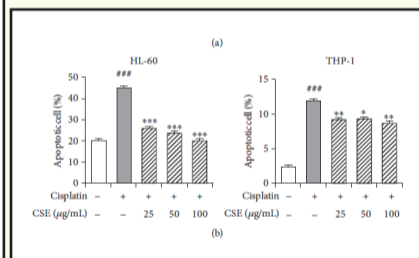 (a)
HL-60
THP-1
Apoptotic cell (%)
50
40
30
20
10
0
###
***
***
***
Cisplatin – + + + +
CSE (μg/mL) – – 25 50 100
Apoptotic cell (%)
15
10
5
0
###
**
*
**
Cisplatin – + + + +
CSE (μg/mL) – – 25 50 100
(b)